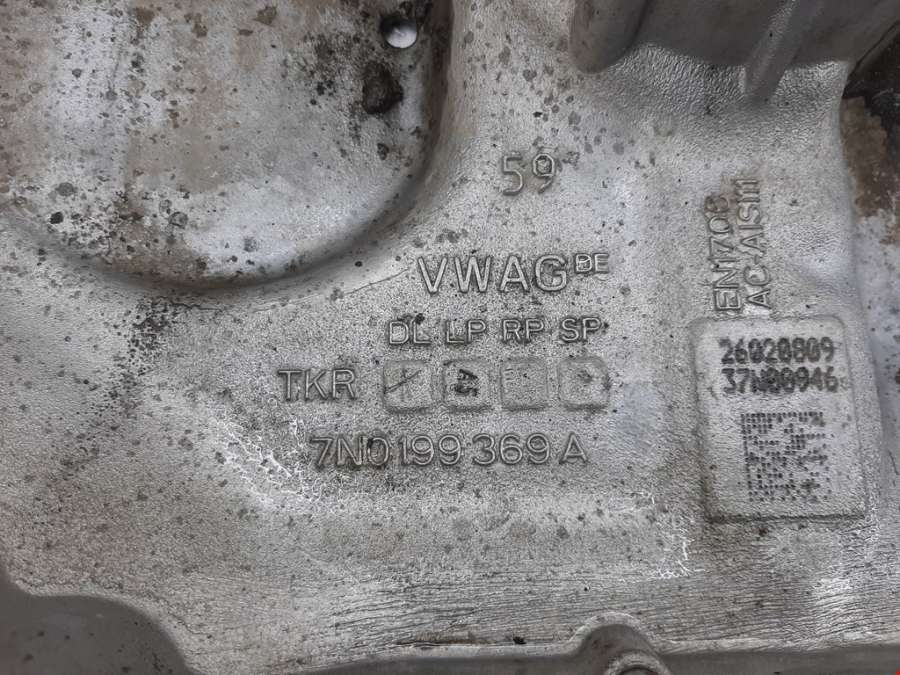 59
VWAG DE
DL LP RP SP
TKR
7N0 199 369 A
EN1706
AC-AlSi11
26020809
37N00946